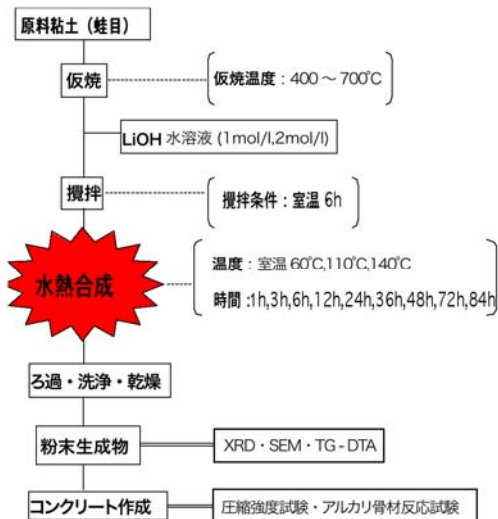 原料粘土（蛙目）
仮焼
仮焼温度：400～700℃
LiOH 水溶液 (1mol/l,2mol/l)
攪拌
攪拌条件：室温 6h
水熱合成
温度：室温 60℃,110℃,140℃
時間 :1h,3h,6h,12h,24h,36h,48h,72h,84h
ろ過・洗浄・乾燥
粉末生成物
XRD・SEM・TG-DTA
コンクリート作成
圧縮強度試験・アルカリ骨材反応試験